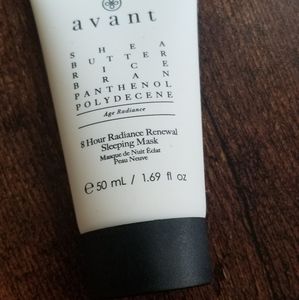 avant
SHEA
BUTTER
RICE
BRAN
PANTHENOL
POLYDECENE
Age Radiance
8 Hour Radiance Renewal
Sleeping Mask
Masque de Nuit Éclat
Peau Neuve
e 50 mL / 1.69 fl oz